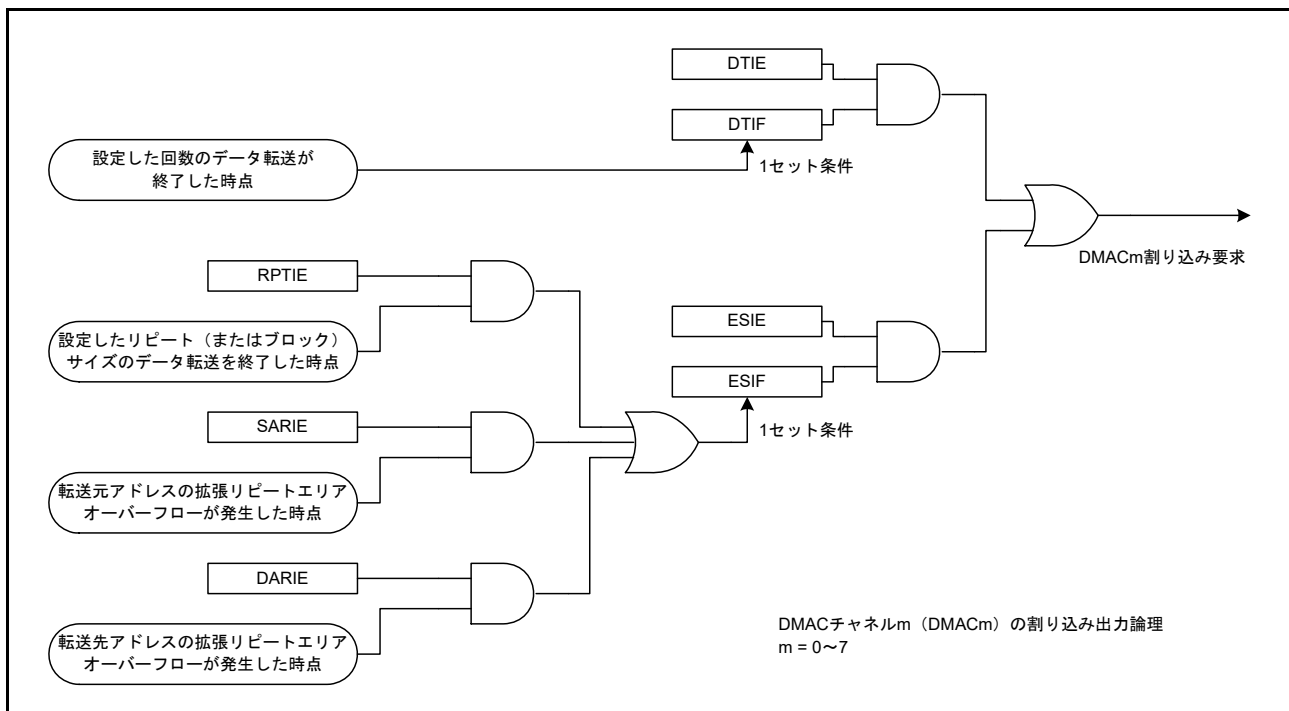 DTIE
DTIF
設定した回数のデータ転送が
終了した時点
1セット条件
DMACm割り込み要求
RPTIE
設定したリピート（またはブロック）
サイズのデータ転送を終了した時点
ESIE
ESIF
1セット条件
SARIE
転送元アドレスの拡張リピートエリア
オーバーフローが発生した時点
DARIE
転送先アドレスの拡張リピートエリア
オーバーフローが発生した時点
DMACチャネルm（DMACm）の割り込み出力論理
m = 0～7